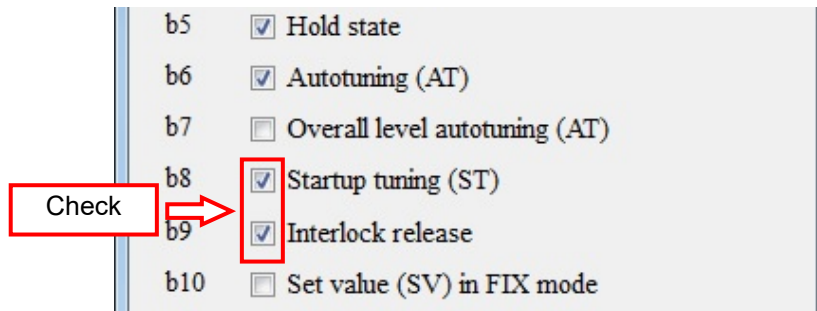 b5 Hold state
b6 Autotuning (AT)
b7 Overall level autotuning (AT)
b8 Startup tuning (ST)
Check
b9 Interlock release
b10 Set value (SV) in FIX mode